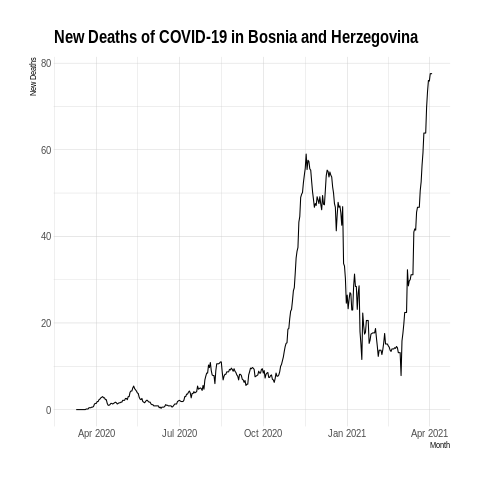 New Deaths of COVID-19 in Bosnia and Herzegovina
New Deaths
80
60
40
20
0
Apr 2020 Jul 2020 Oct 2020 Jan 2021 Apr 2021
Month